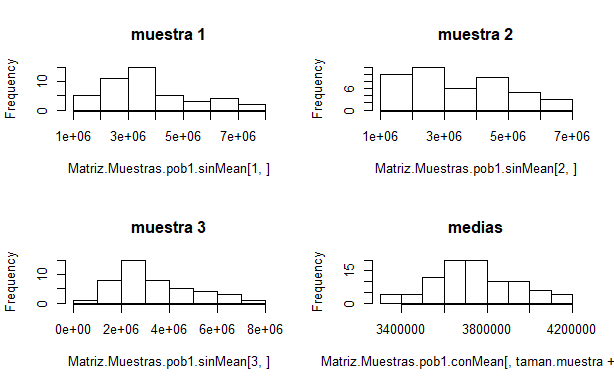 muestra 1
Frequency
0 10
1e+06 3e+06 5e+06 7e+06
Matriz.Muestras.pob1.sinMean[1, ]
muestra 2
Frequency
0 6
1e+06 3e+06 5e+06 7e+06
Matriz.Muestras.pob1.sinMean[2, ]
muestra 3
Frequency
0 10
0e+00 2e+06 4e+06 6e+06 8e+06
Matriz.Muestras.pob1.sinMean[3, ]
medias
Frequency
0 15
3400000 3800000 4200000
Matriz.Muestras.pob1.conMean[, taman.muestra +